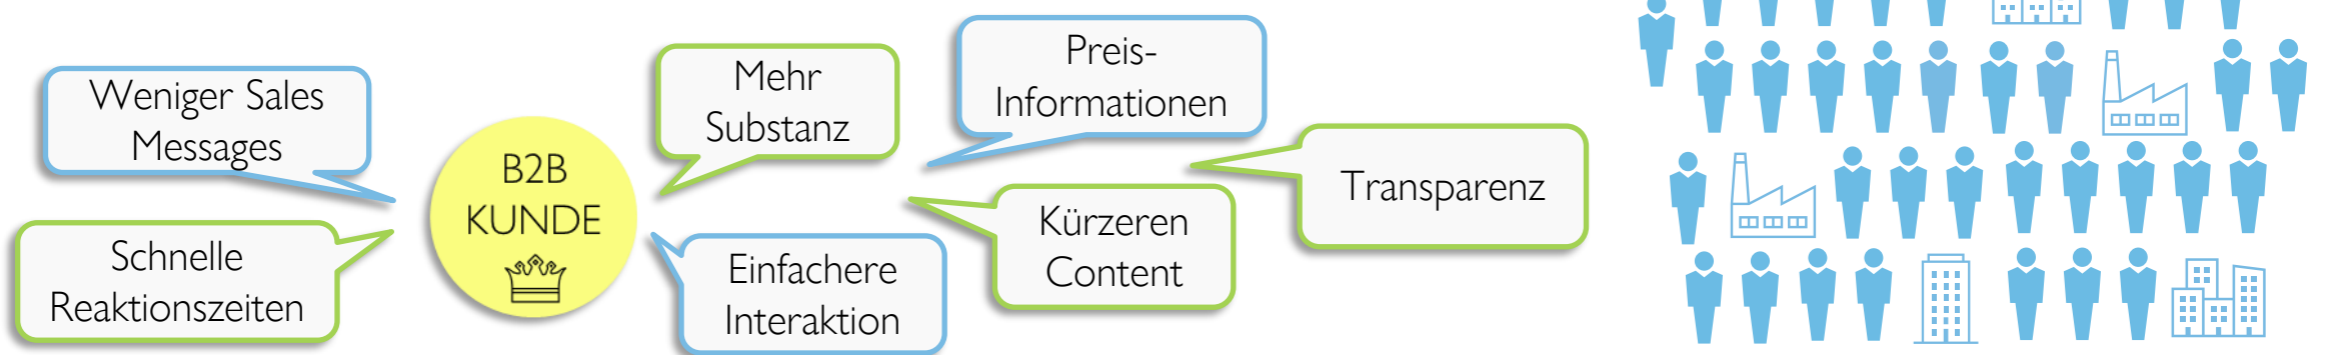 Weniger Sales
Messages
Schnelle
Reaktionszeiten
B2B
KUNDE
Mehr
Substanz
Einfachere
Interaktion
Preis-
Informationen
Kürzeren
Content
Transparenz